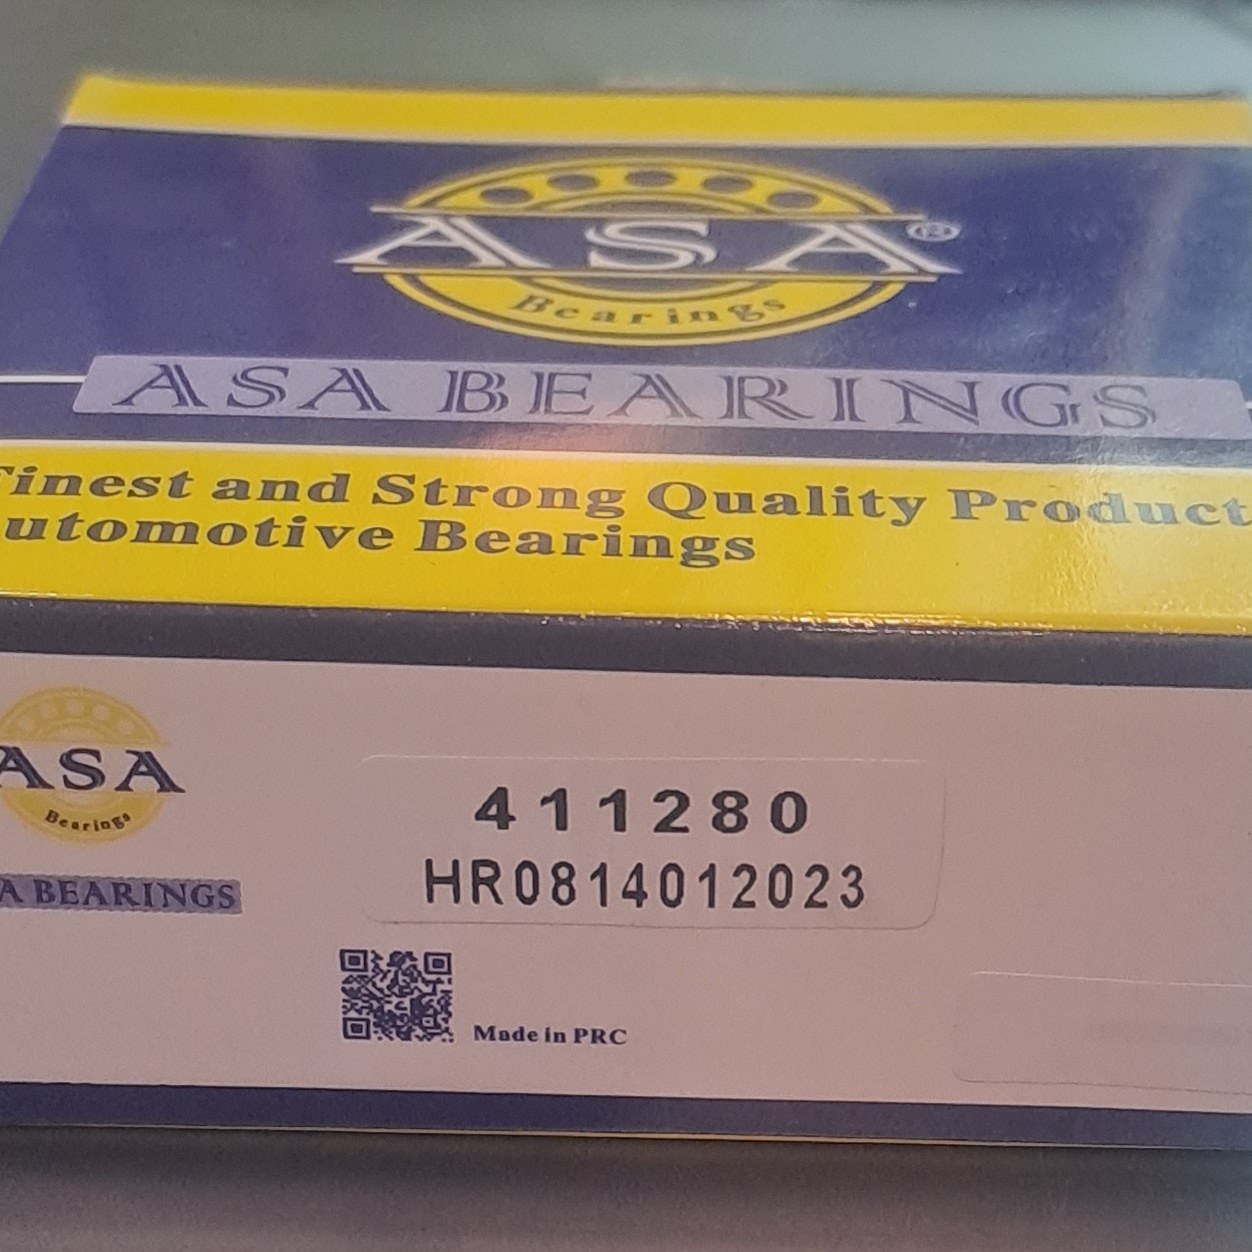 ASA®
Bearings
ASA BEARINGS
Finest and Strong Quality Product
utomotive Bearings
ASA
Bearings
A BEARINGS
411280
HR0814012023
Made in PRC